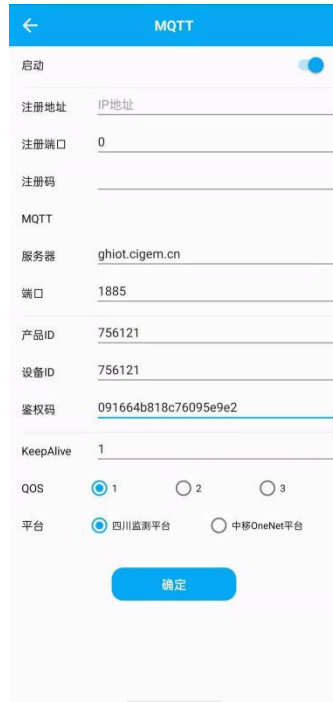 MQTT
启动
注册地址 IP地址
注册端口 0
注册码
MQTT
服务器 ghiot.cigem.cn
端口 1885
产品ID 756121
设备ID 756121
鉴权码 091664b818c76095e9e2
KeepAlive 1
QOS 1 2 3
平台 四川监测平台 中移OneNet平台
确定